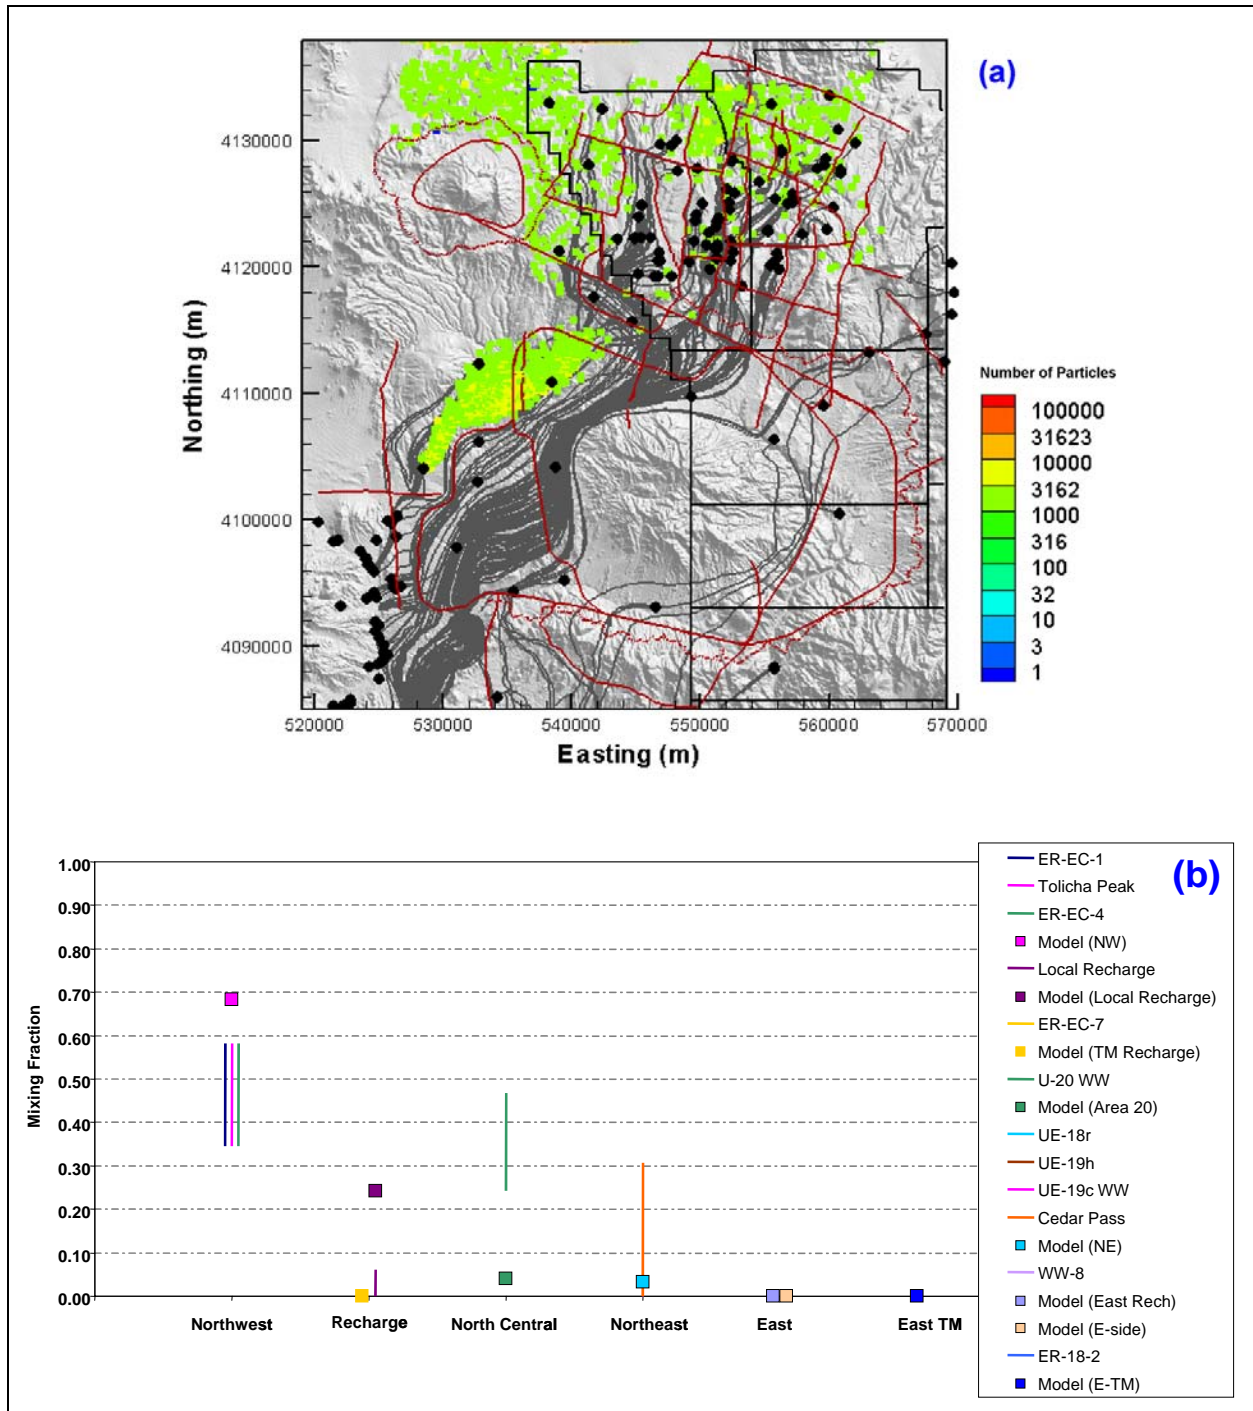 (a)
4130000
4120000
4110000
4100000
4090000
Northing (m)
520000 530000 540000 550000 560000 570000
Easting (m)
Number of Particles
100000
31623
10000
3162
1000
316
100
32
10
3
1
(b)
1.00
0.90
0.80
0.70
0.60
0.50
0.40
0.30
0.20
0.10
0.00
Mixing Fraction
Northwest Recharge North Central Northeast East East TM
ER-EC-1
Tolicha Peak
ER-EC-4
Model (NW)
Local Recharge
Model (Local Recharge)
ER-EC-7
Model (TM Recharge)
U-20 WW
Model (Area 20)
UE-18r
UE-19h
UE-19c WW
Cedar Pass
Model (NE)
WW-8
Model (East Rech)
Model (E-side)
ER-18-2
Model (E-TM)